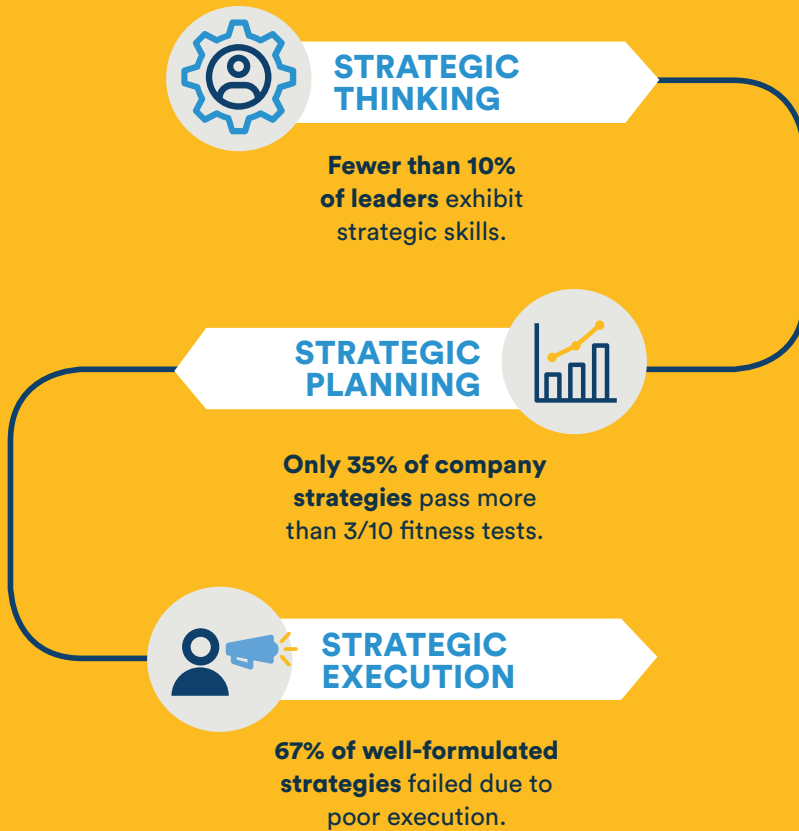 STRATEGIC
THINKING
Fewer than 10%
of leaders exhibit
strategic skills.
STRATEGIC
PLANNING
Only 35% of company
strategies pass more
than 3/10 fitness tests.
STRATEGIC
EXECUTION
67% of well-formulated
strategies failed due to
poor execution.